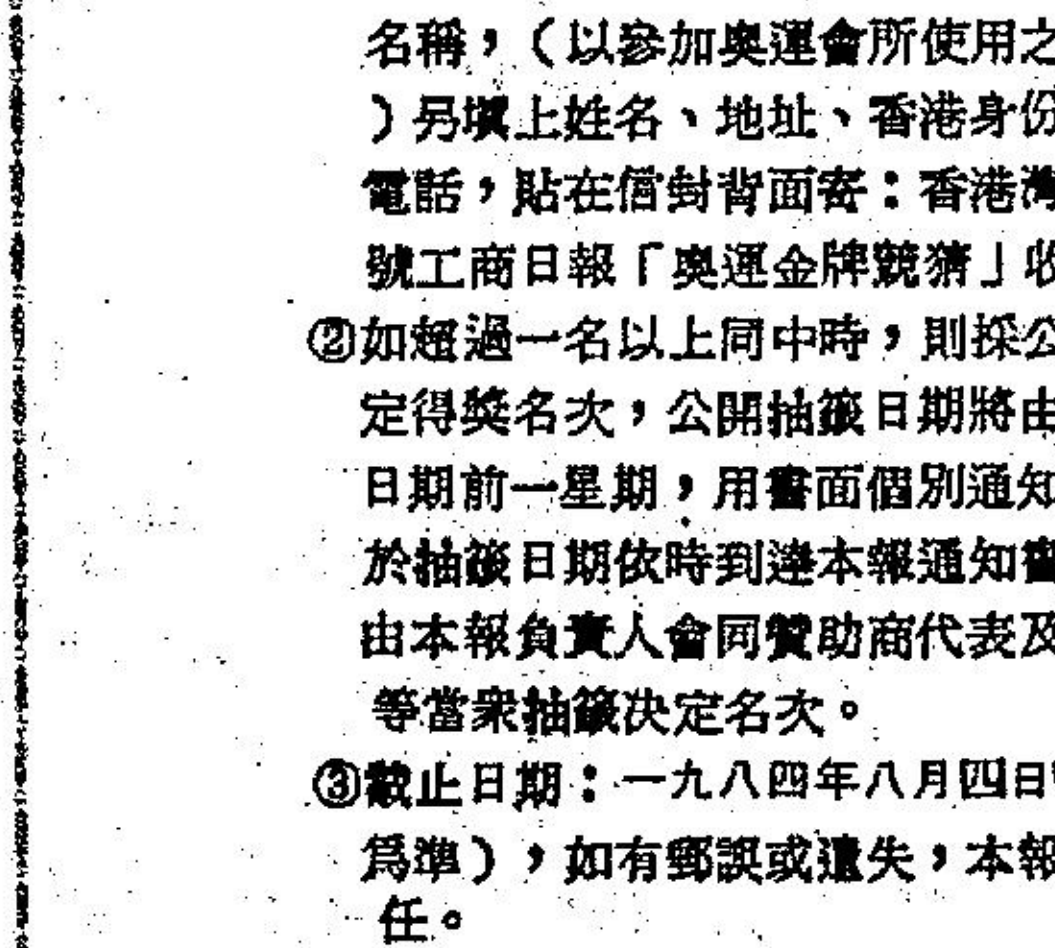 名稱，（以參加奧運會所使用之
）另填上姓名、地址、香港身份
電話，貼在信封背面寄：香港灣
號工商日報「奧運金牌競猜」收
②如超過一名以上同中時，則採公
定得獎名次，公開抽籤日期將由
日期前一星期，用書面個別通知
於抽籤日期依時到達本報通知書
由本報負責人會同贊助商代表及
等當衆抽籤决定名次。
③截止日期：一九八四年八月四日
爲準），如有郵誤或遺失，本報
任。